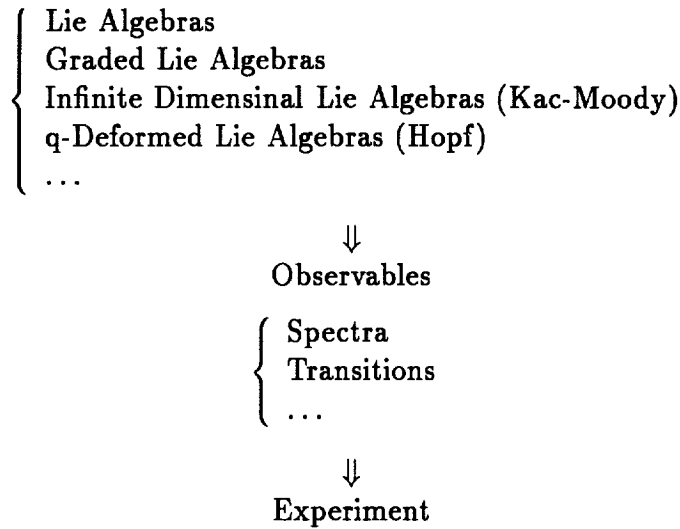 Lie Algebras
Graded Lie Algebras
Infinite Dimensinal Lie Algebras (Kac-Moody)
q-Deformed Lie Algebras (Hopf)
...
⇓
Observables
Spectra
Transitions
...
⇓
Experiment